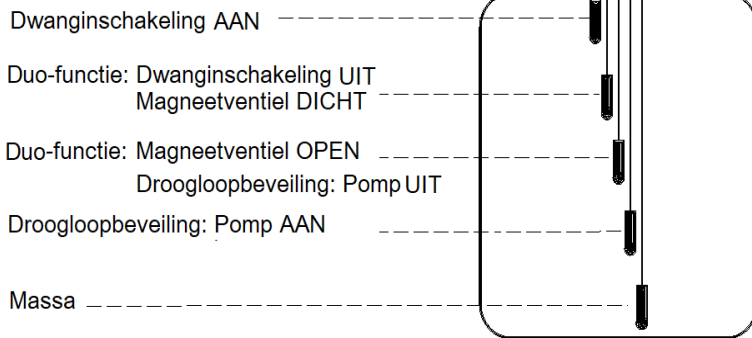 Dwanginschakeling AAN
Duo-functie: Dwanginschakeling UIT
Magneetventiel DICHT
Duo-functie: Magneetventiel OPEN
Droogloopbeveiling: Pomp UIT
Droogloopbeveiling: Pomp AAN
Massa